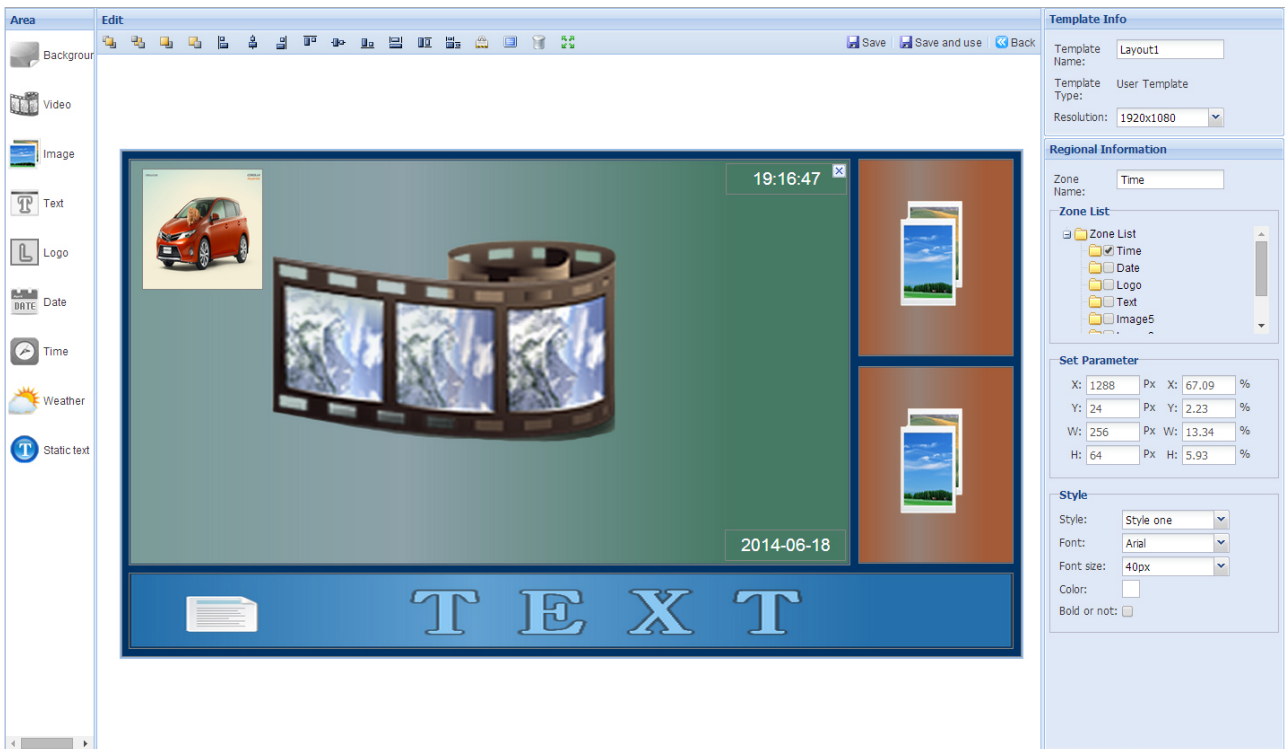 Area
Backgrour
Video
Image
T
Text
L
Logo
DATE
Date
Time
Weather
T
Static text
Edit
Save
Save and use
Back
19:16:47
2014-06-18
TEXT
Template Info
Template Name:
Layout1
Template Type:
User Template
Resolution:
1920x1080
Regional Information
Zone Name:
Time
Zone List
Zone List
Time
Date
Logo
Text
Image5
Set Parameter
X: 1288 Px X: 67.09 %
Y: 24 Px Y: 2.23 %
W: 256 Px W: 13.34 %
H: 64 Px H: 5.93 %
Style
Style: Style one
Font: Arial
Font size: 40px
Color:
Bold or not: